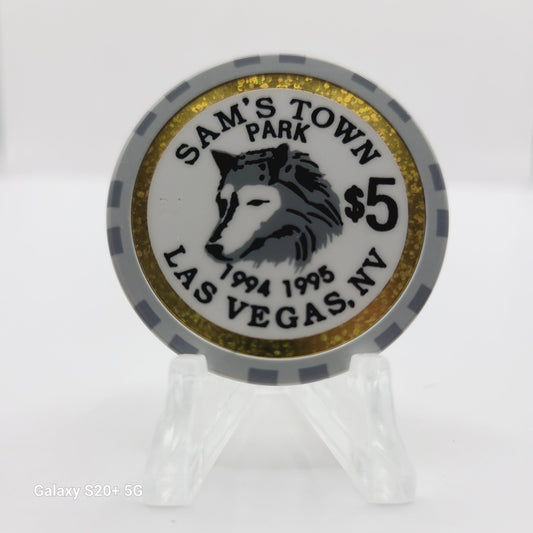 SAM'S TOWN
PARK
$5
1994 1995
LAS VEGAS, NV
Galaxy S20+ 5G